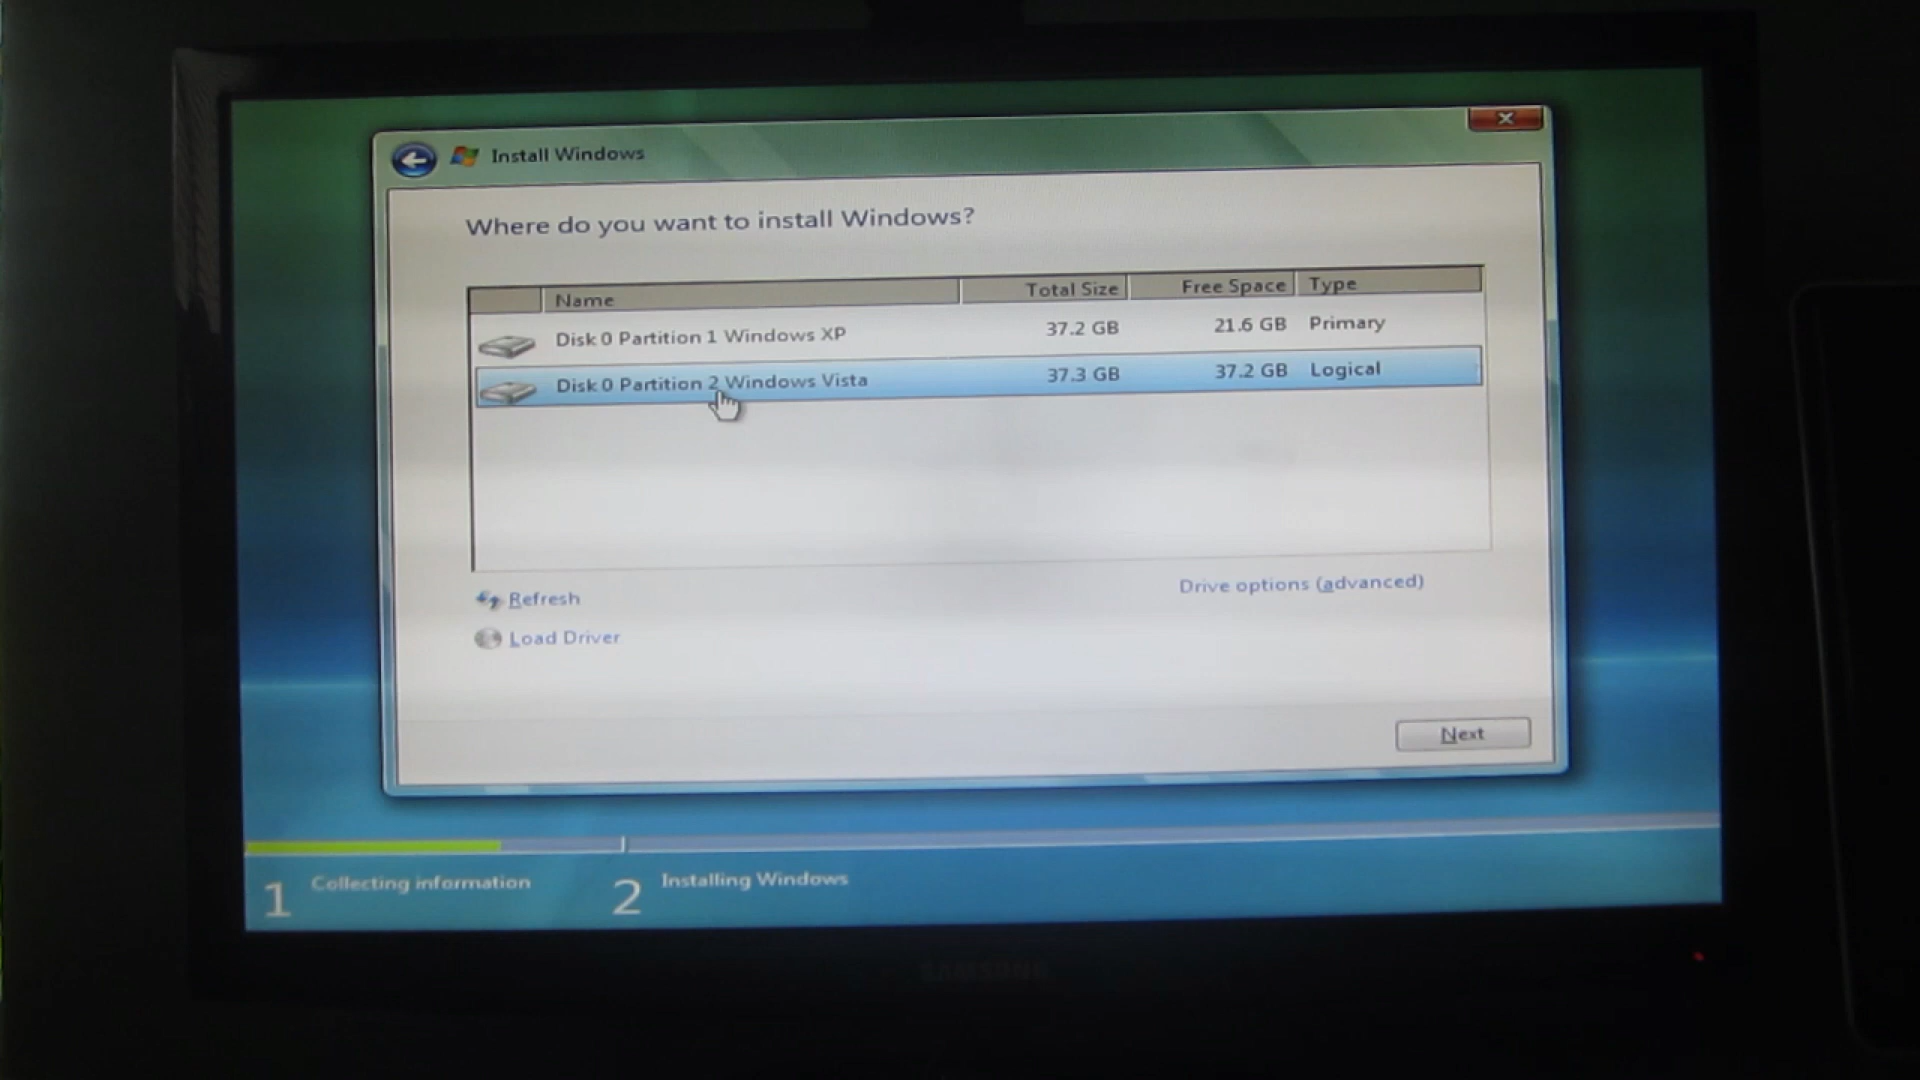 Install Windows
Where do you want to install Windows?
Name Total Size Free Space Type
Disk 0 Partition 1 Windows XP 37.2 GB 21.6 GB Primary
Disk 0 Partition 2 Windows Vista 37.3 GB 37.2 GB Logical
Refresh Drive options (advanced)
Load Driver
Next
1 Collecting information 2 Installing Windows
SAMSUNG